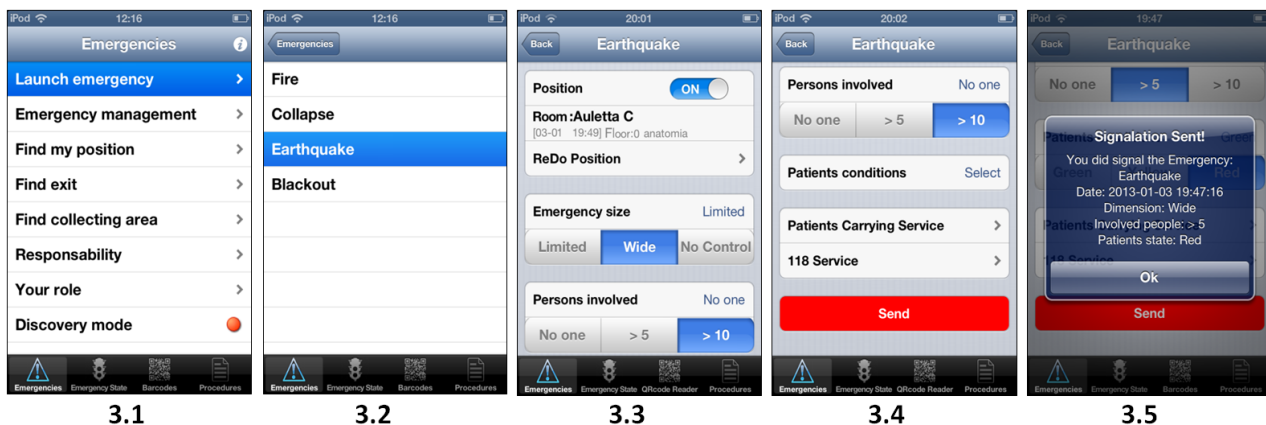 iPod 12:16
Emergencies
Launch emergency
Emergency management
Find my position
Find exit
Find collecting area
Responsability
Your role
Discovery mode
Emergencies Emergency State Barcodes Procedures
3.1
iPod 12:16
Emergencies
Fire
Collapse
Earthquake
Blackout
Emergencies Emergency State Barcodes Procedures
3.2
iPod 20:01
Back Earthquake
Position ON
Room :Auletta C
[03-01 19:49] Floor:0 anatomia
ReDo Position
Emergency size Limited
Limited Wide No Control
Persons involved No one
No one > 5 > 10
Emergencies Emergency State QRcode Reader Procedures
3.3
iPod 20:02
Back Earthquake
Persons involved No one
No one > 5 > 10
Patients conditions Select
Patients Carrying Service
118 Service
Send
Emergencies Emergency State QRcode Reader Procedures
3.4
iPod 19:47
Back Earthquake
No one > 5 > 10
Signalation Sent!
You did signal the Emergency:
Earthquake
Date: 2013-01-03 19:47:16
Dimension: Wide
Involved people: > 5
Patients state: Red
Ok
Send
Emergencies Emergency State Barcodes Procedures
3.5